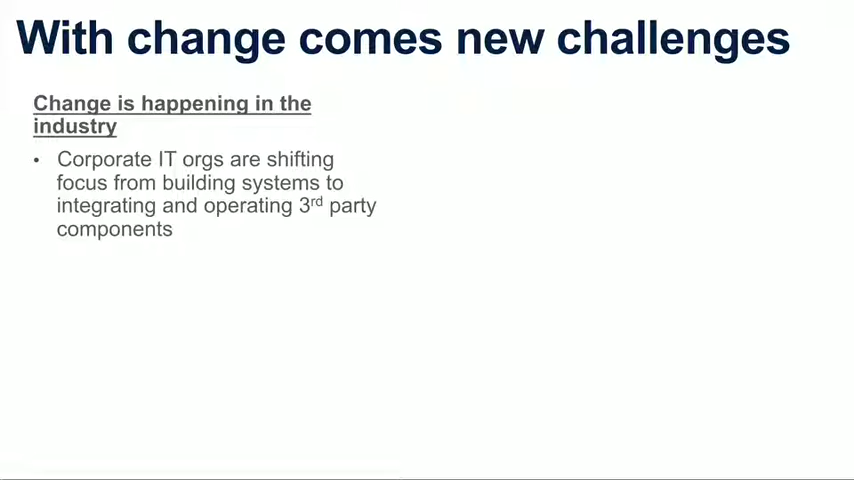 With change comes new challenges
Change is happening in the
industry
• Corporate IT orgs are shifting
focus from building systems to
integrating and operating 3rd party
components